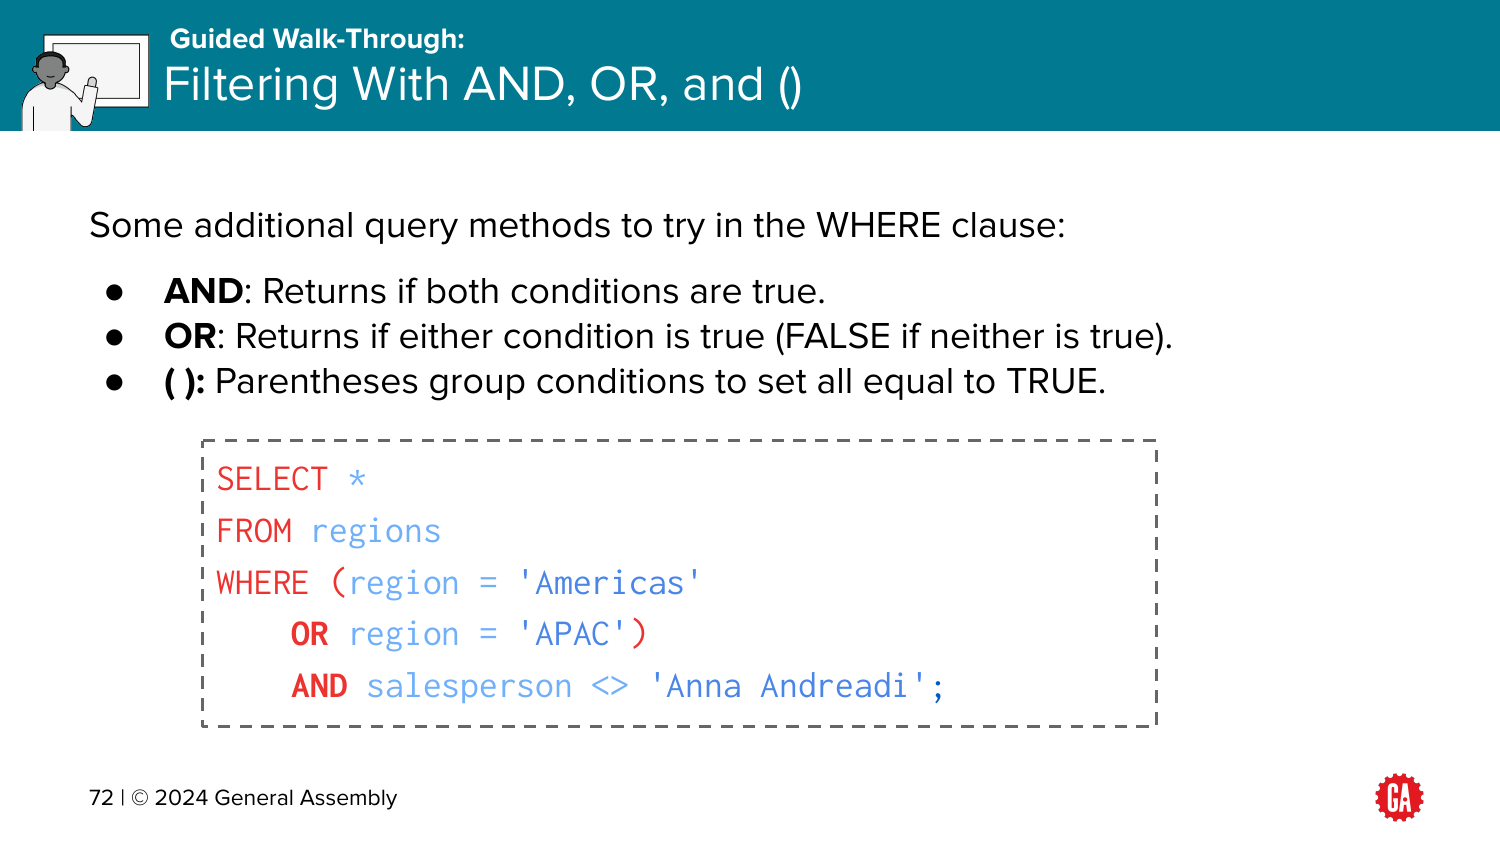 Guided Walk-Through:
Filtering With AND, OR, and ()
Some additional query methods to try in the WHERE clause:
● AND: Returns if both conditions are true.
● OR: Returns if either condition is true (FALSE if neither is true).
● ( ): Parentheses group conditions to set all equal to TRUE.
SELECT *
FROM regions
WHERE (region = 'Americas'
    OR region = 'APAC')
    AND salesperson <> 'Anna Andreadi';
72 | © 2024 General Assembly
GA